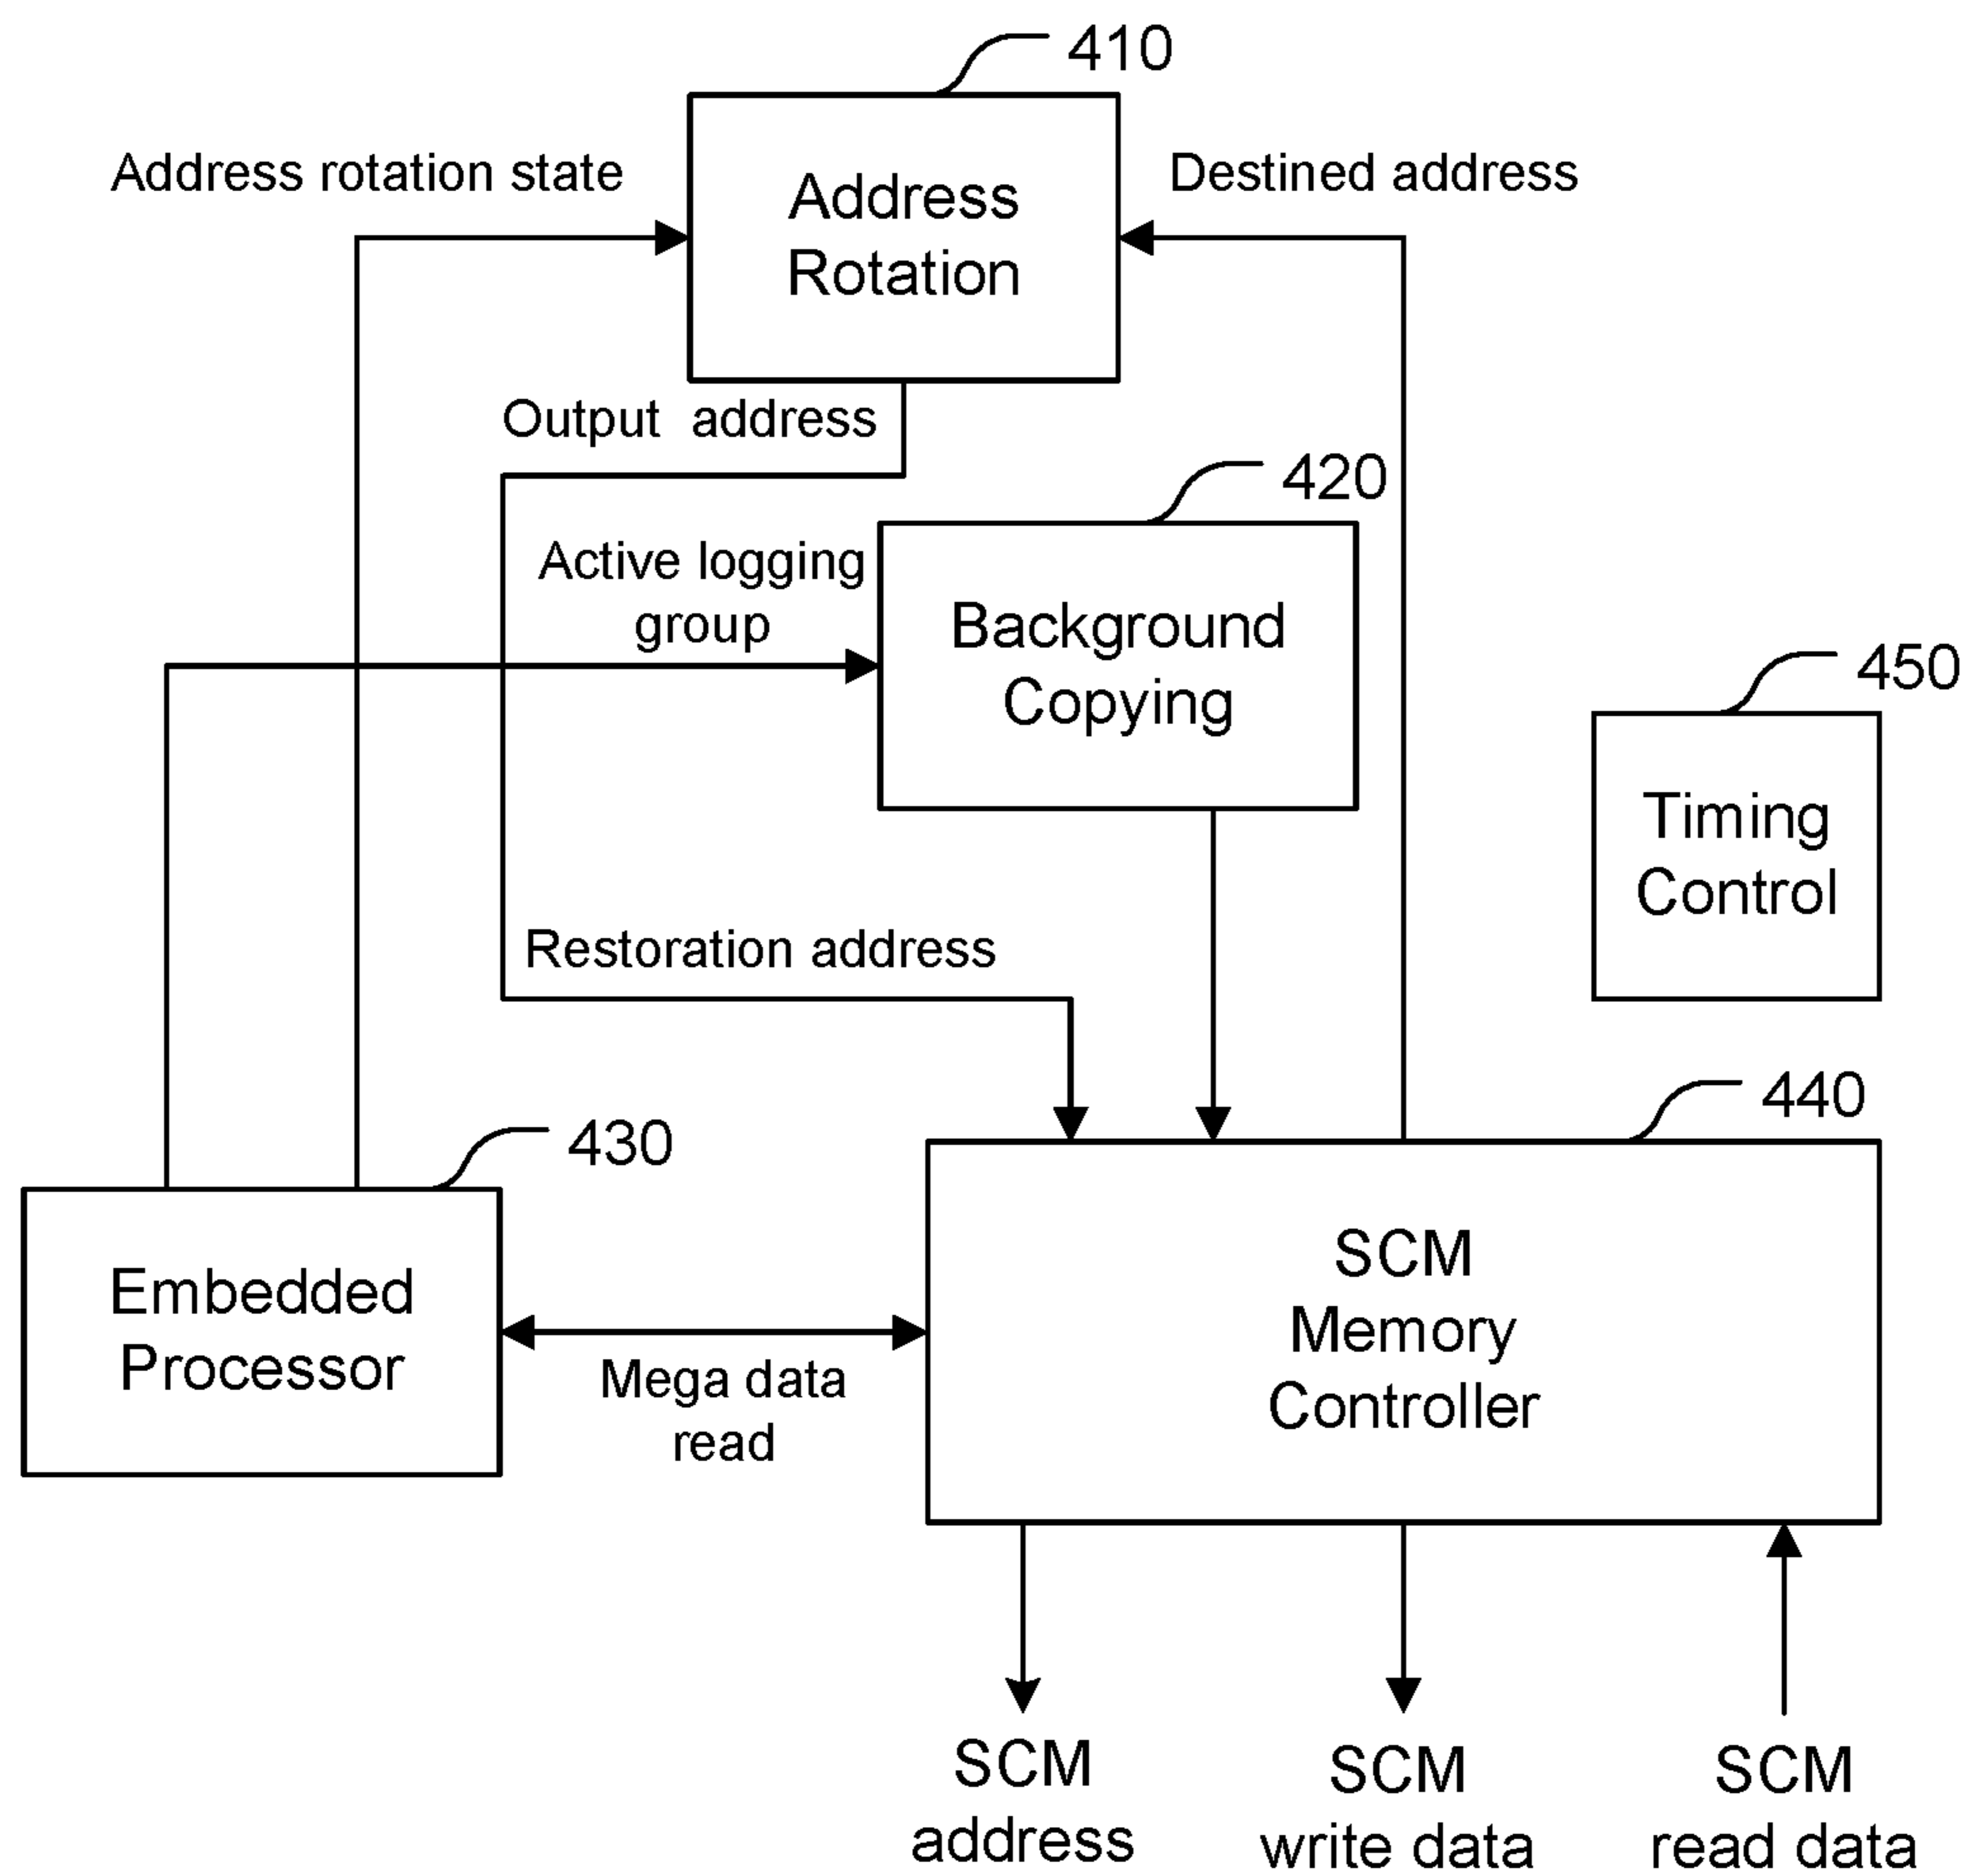 410
Address rotation state
Destined address
Address
Rotation
Output address
420
Active logging
group
Background
Copying
450
Timing
Control
Restoration address
440
430
SCM
Memory
Controller
Embedded
Processor
Mega data
read
SCM
address
SCM
write data
SCM
read data